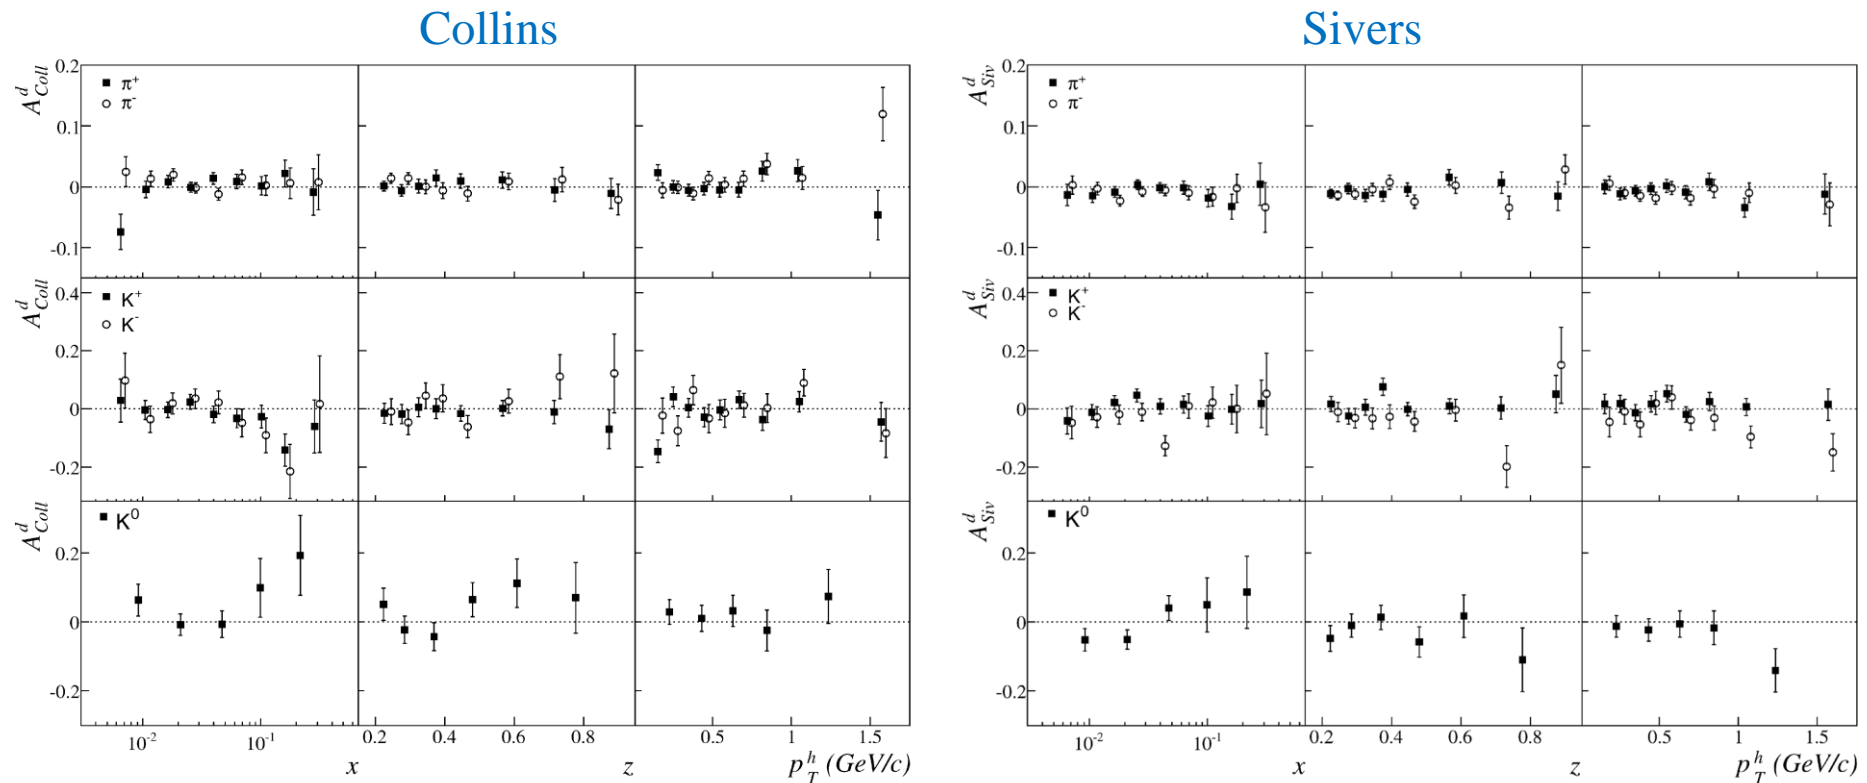 Collins
Sivers
A^d_Coll
0.2
0.1
0
-0.1
π⁺
π⁻
A^d_Coll
0.4
0.2
0
-0.2
K⁺
K⁻
A^d_Coll
0.2
0
-0.2
K⁰
10⁻² 10⁻¹
x
0.2 0.4 0.6 0.8
z
0.5 1 1.5
p_T^h (GeV/c)
A^d_Siv
0.2
0.1
0
-0.1
π⁺
π⁻
A^d_Siv
0.4
0.2
0
-0.2
K⁺
K⁻
A^d_Siv
0.2
0
-0.2
K⁰
10⁻² 10⁻¹
x
0.2 0.4 0.6 0.8
z
0.5 1 1.5
p_T^h (GeV/c)